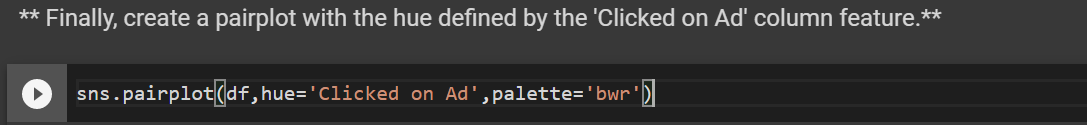 ** Finally, create a pairplot with the hue defined by the 'Clicked on Ad' column feature.**
sns.pairplot(df,hue='Clicked on Ad',palette='bwr')